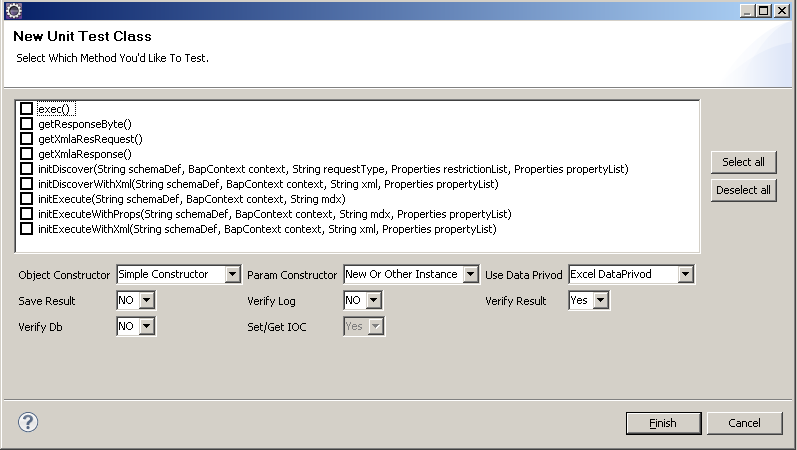 New Unit Test Class
Select Which Method You'd Like To Test.
exec()
getResponseByte()
getXmlaResRequest()
getXmlaResponse()
initDiscover(String schemaDef, BapContext context, String requestType, Properties restrictionList, Properties propertyList)
initDiscoverWithXml(String schemaDef, BapContext context, String xml, Properties propertyList)
initExecute(String schemaDef, BapContext context, String mdx)
initExecuteWithProps(String schemaDef, BapContext context, String mdx, Properties propertyList)
initExecuteWithXml(String schemaDef, BapContext context, String xml, Properties propertyList)
Select all
Deselect all
Object Constructor Simple Constructor Param Constructor New Or Other Instance Use Data Privod Excel DataPrivod
Save Result NO Verify Log NO Verify Result Yes
Verify Db NO Set/Get IOC Yes
? Finish Cancel